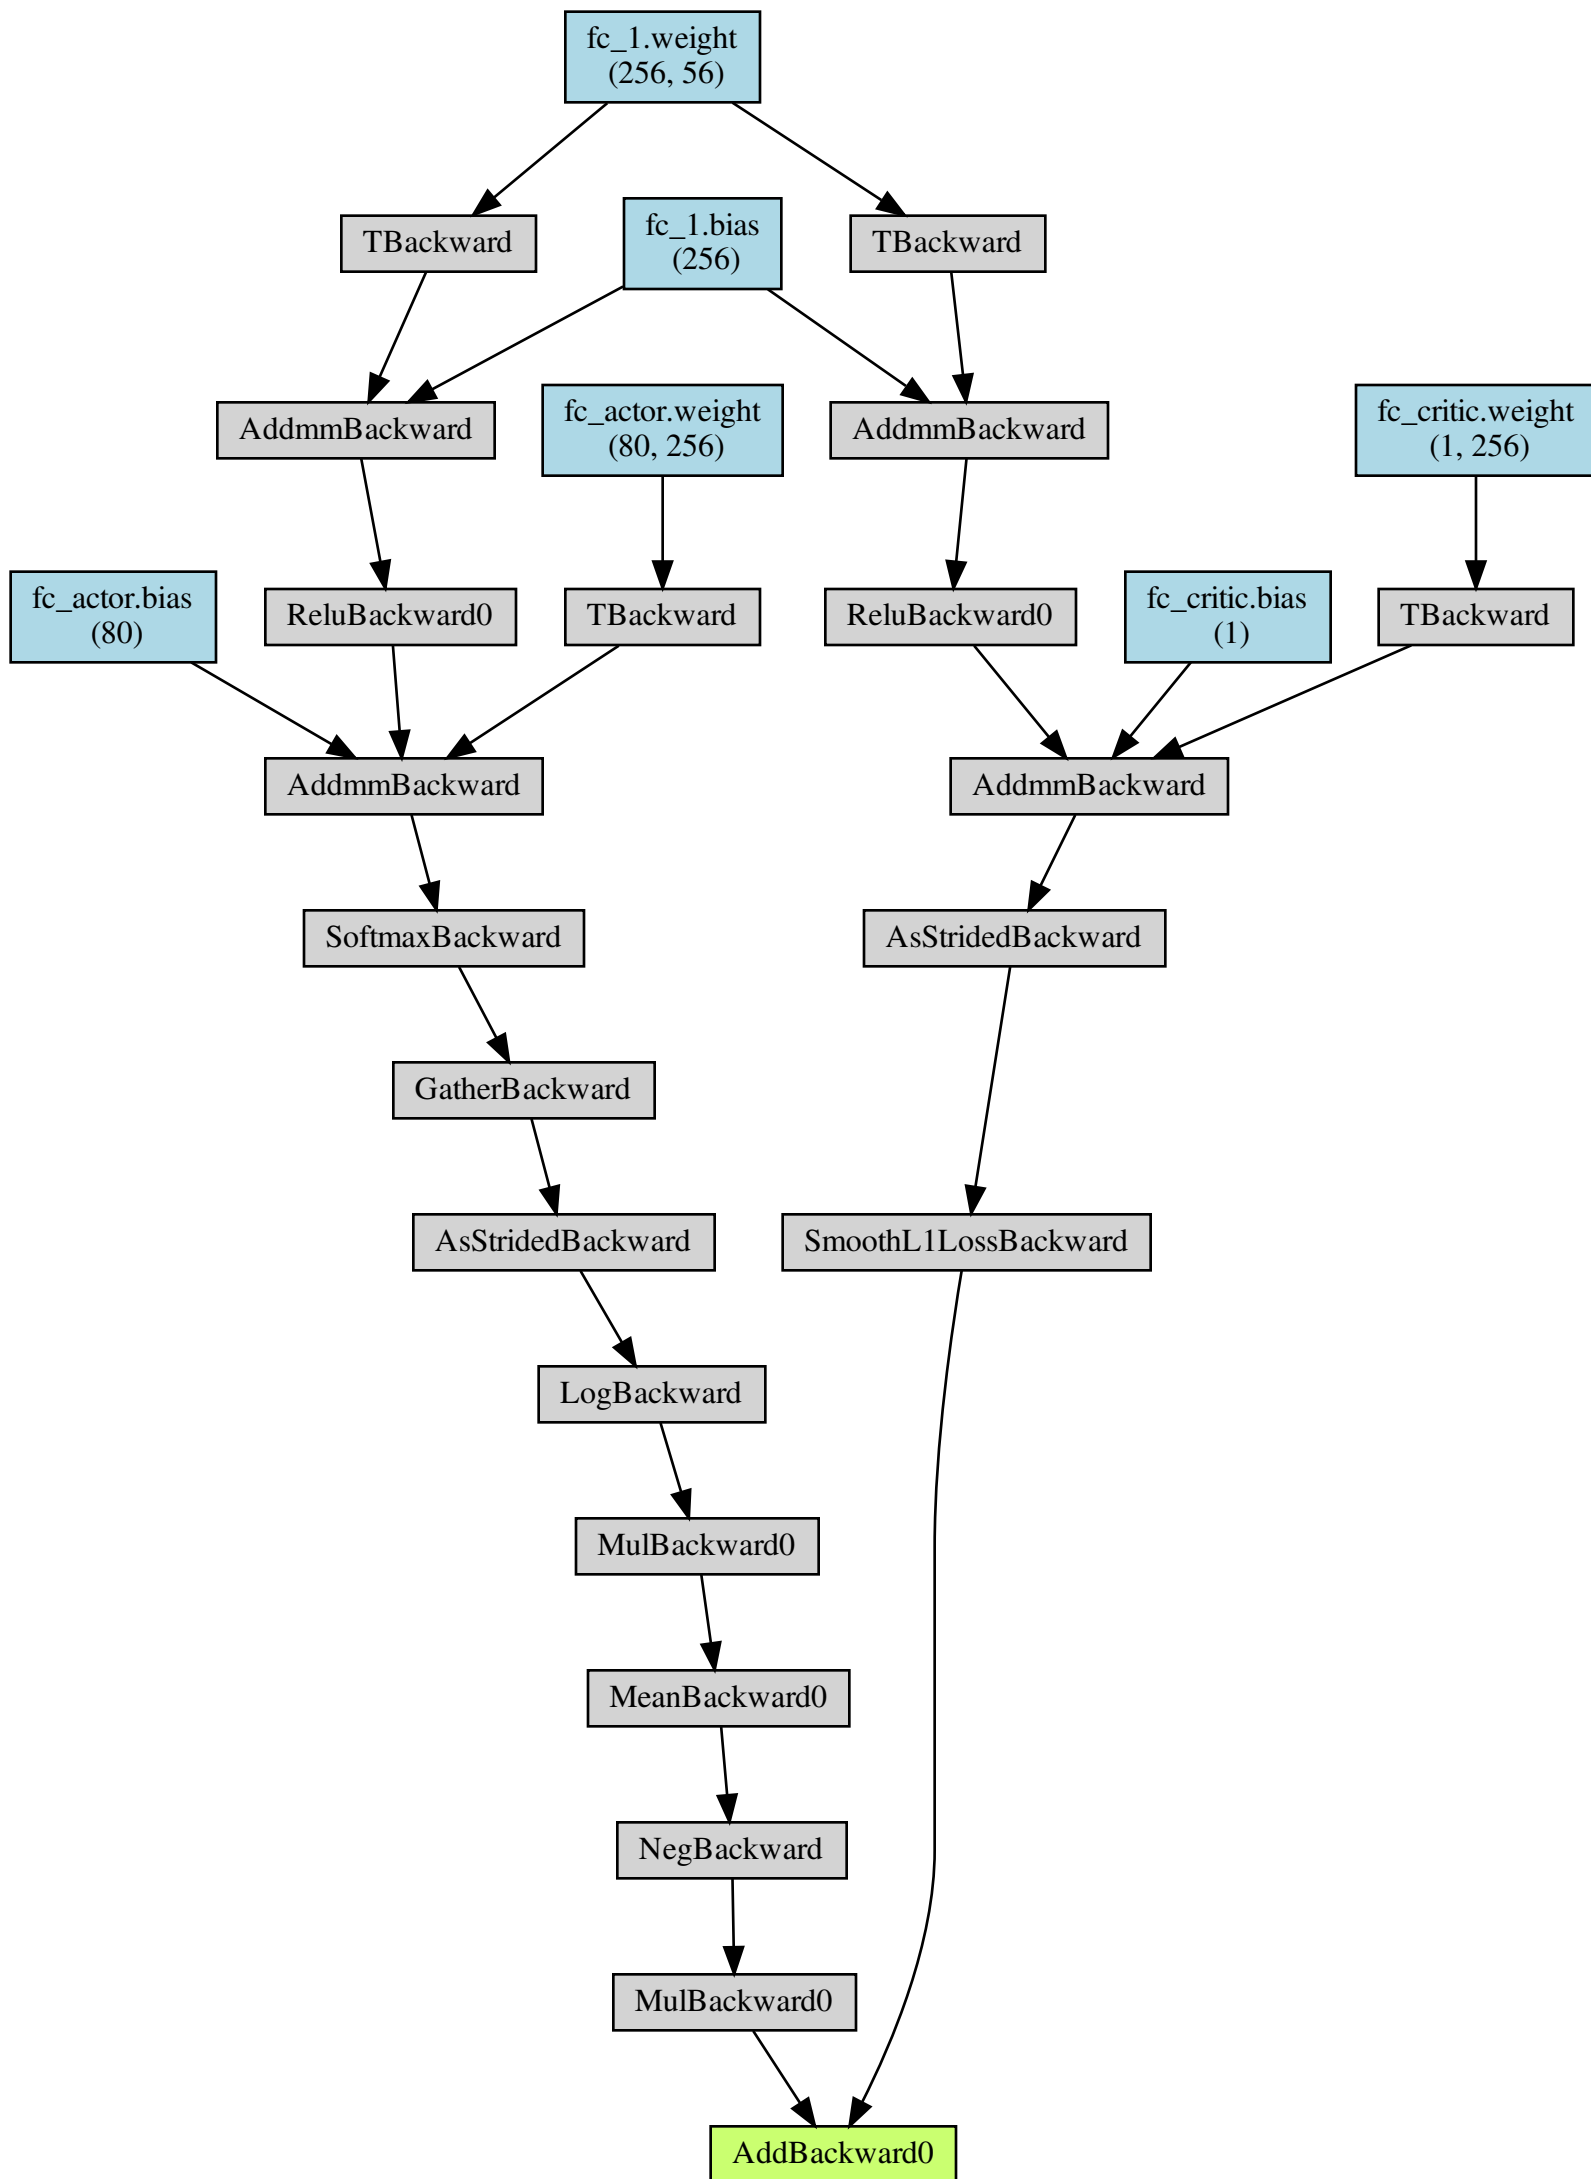 fc_1.weight
(256, 56)
TBackward
fc_1.bias
(256)
TBackward
AddmmBackward
fc_actor.weight
(80, 256)
AddmmBackward
fc_critic.weight
(1, 256)
fc_actor.bias
(80)
ReluBackward0
TBackward
ReluBackward0
fc_critic.bias
(1)
TBackward
AddmmBackward
AddmmBackward
SoftmaxBackward
AsStridedBackward
GatherBackward
AsStridedBackward
SmoothL1LossBackward
LogBackward
MulBackward0
MeanBackward0
NegBackward
MulBackward0
AddBackward0